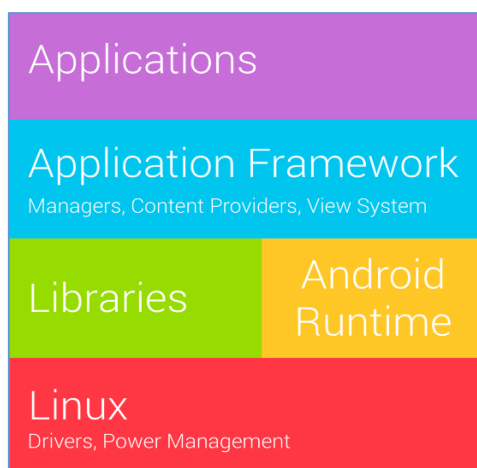 Applications
Application Framework
Managers, Content Providers, View System
Libraries
Android
Runtime
Linux
Drivers, Power Management